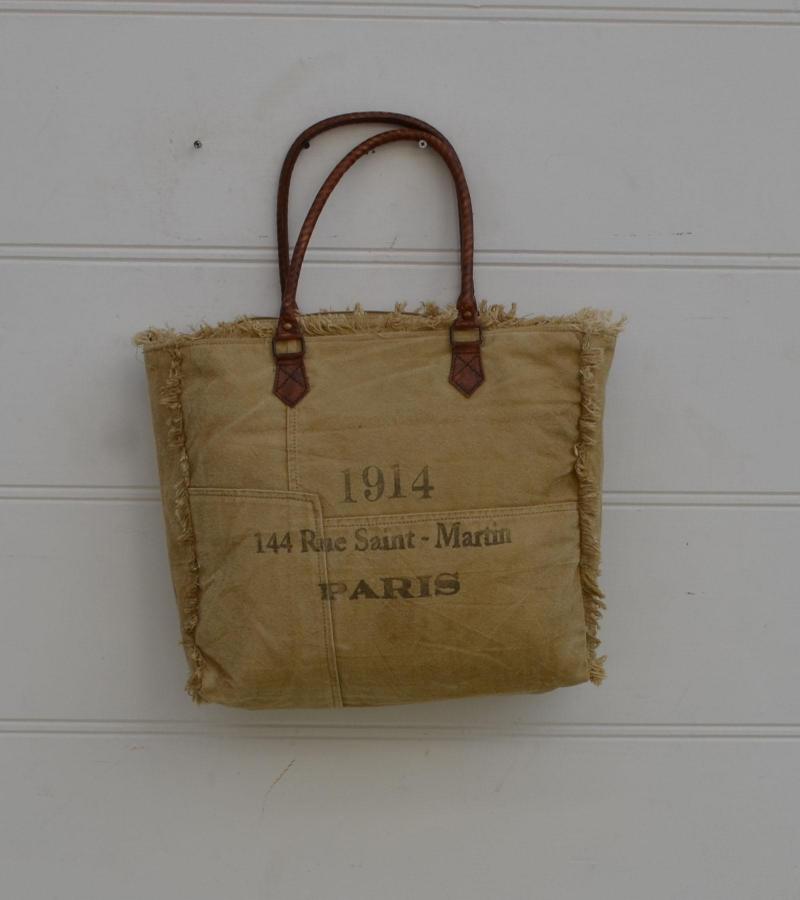 1914
144 Rue Saint - Martin
PARIS